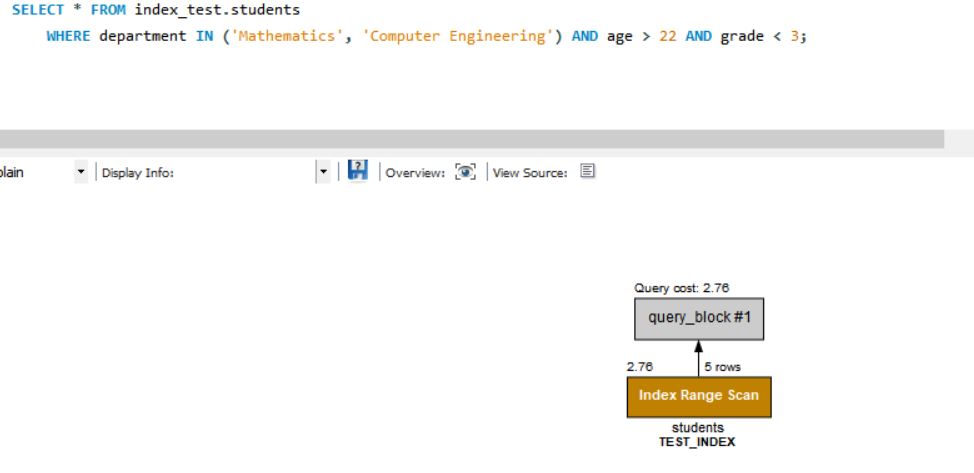 SELECT * FROM index_test.students
WHERE department IN ('Mathematics', 'Computer Engineering') AND age > 22 AND grade < 3;
plain Display Info: Overview: View Source:
Query cost: 2.76
query_block #1
2.76 5 rows
Index Range Scan
students
TEST_INDEX